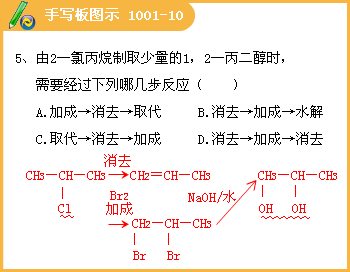 手写板图示 1001-10
5、由2—氯丙烷制取少量的1，2—丙二醇时，
需要经过下列哪几步反应（ ）
A.加成→消去→取代 B.消去→加成→水解
C.取代→消去→加成 D.消去→加成→消去
消去
CH3—CH—CH3→CH2=CH—CH3 CH2—CH—CH3
Cl Br2 NaOH/水 OH OH
加成
→CH2—CH—CH3
Br Br